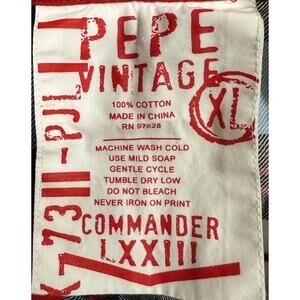 PEPE
VINTAGE
XL
100% COTTON
MADE IN CHINA
RN 97628
MACHINE WASH COLD
USE MILD SOAP
GENTLE CYCLE
TUMBLE DRY LOW
DO NOT BLEACH
NEVER IRON ON PRINT
COMMANDER
LXXIII